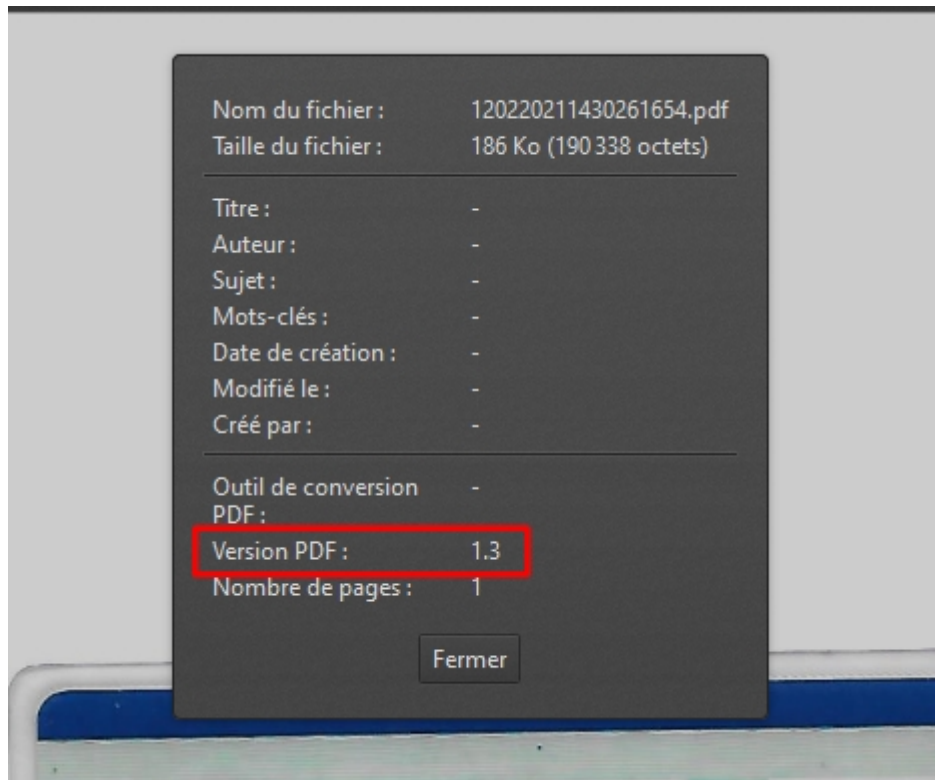 Nom du fichier : 120220211430261654.pdf
Taille du fichier : 186 Ko (190 338 octets)
Titre : -
Auteur : -
Sujet : -
Mots-clés : -
Date de création : -
Modifié le : -
Créé par : -
Outil de conversion -
PDF :
Version PDF : 1.3
Nombre de pages : 1
Fermer